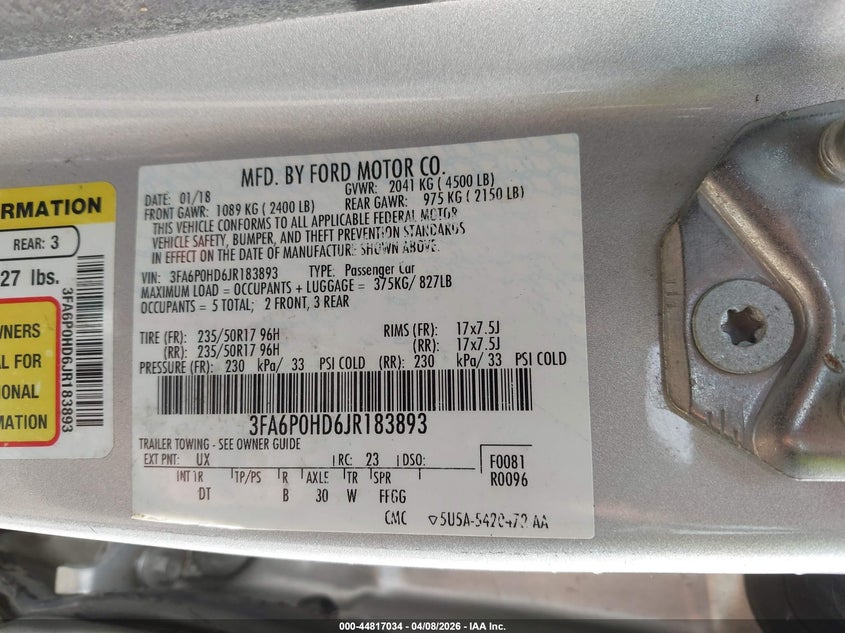 MFD. BY FORD MOTOR CO.
DATE: 01/18 GVWR: 2041 KG ( 4500 LB)
FRONT GAWR: 1089 KG ( 2400 LB) REAR GAWR: 975 KG ( 2150 LB)
THIS VEHICLE CONFORMS TO ALL APPLICABLE FEDERAL MOTOR
VEHICLE SAFETY, BUMPER, AND THEFT PREVENTION STANDARDS
IN EFFECT ON THE DATE OF MANUFACTURE SHOWN ABOVE.
VIN: 3FA6P0HD6JR183893 TYPE: Passenger Car
MAXIMUM LOAD = OCCUPANTS + LUGGAGE = 375KG/ 827LB
OCCUPANTS = 5 TOTAL; 2 FRONT, 3 REAR
TIRE (FR): 235/50R17 96H RIMS (FR): 17x7.5J
(RR): 235/50R17 96H (RR): 17x7.5J
PRESSURE (FR): 230 kPa/ 33 PSI COLD (RR): 230 kPa/ 33 PSI COLD
3FA6P0HD6JR183893
TRAILER TOWING - SEE OWNER GUIDE
EXT PNT: UX RC: 23 DSO: F0081
INT TR TP/PS R AXLE TR SPR R0096
DT B 30 W FFGG
CMC
RMATION
REAR: 3
27 lbs.
WNERS
AL FOR
IONAL
MATION
3FA6P0HD6JR183893
000-44817034 - 04/08/2026 - IAA Inc.